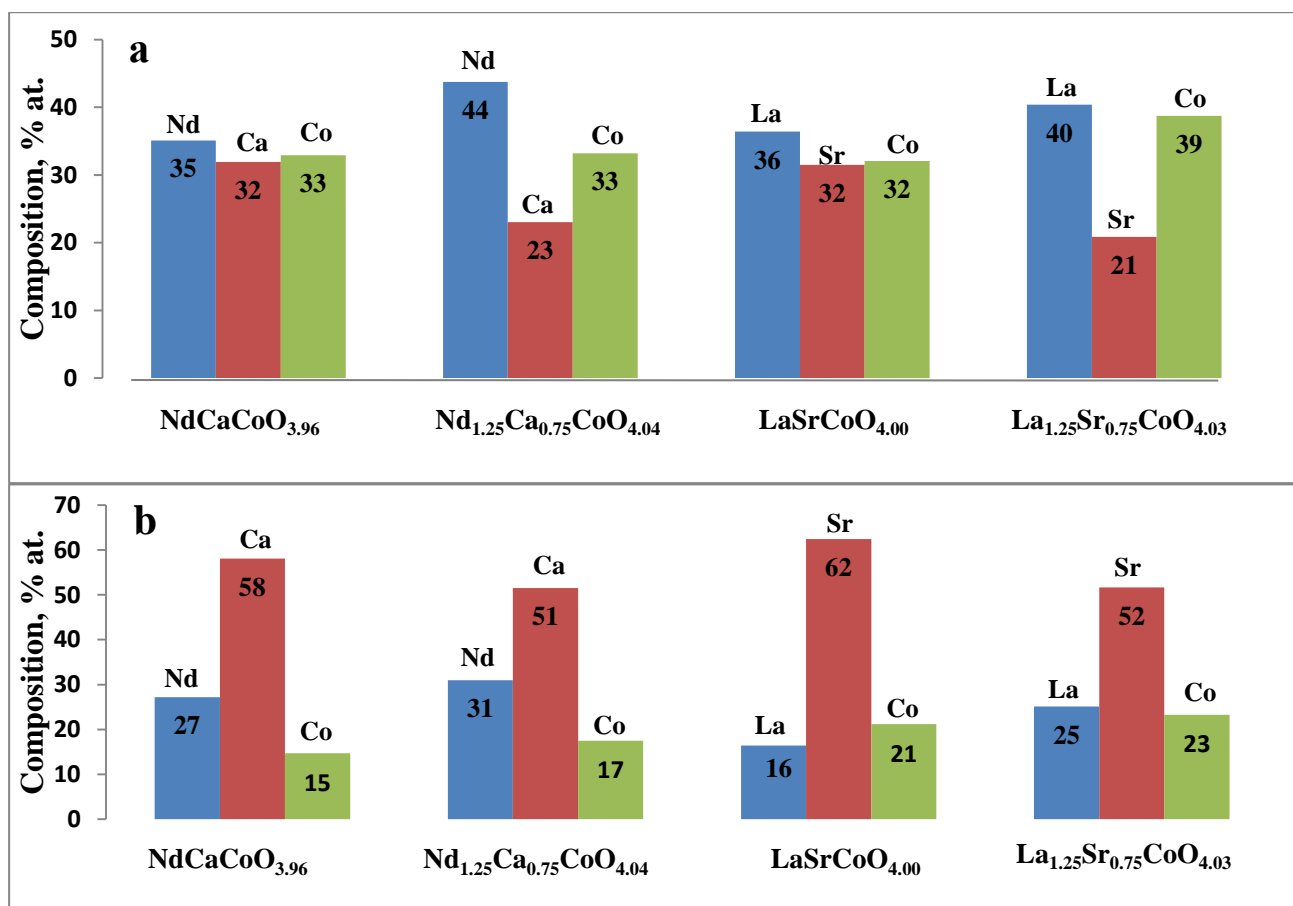 a
Composition, % at.
50
40
30
20
10
0
Nd Ca Co
35 32 33
Nd Ca Co
44 23 33
La Sr Co
36 32 32
La Sr Co
40 21 39
NdCaCoO₃.₉₆ Nd₁.₂₅Ca₀.₇₅CoO₄.₀₄ LaSrCoO₄.₀₀ La₁.₂₅Sr₀.₇₅CoO₄.₀₃
b
Composition, % at.
70
60
50
40
30
20
10
0
Nd Ca Co
27 58 15
Nd Ca Co
31 51 17
La Sr Co
16 62 21
La Sr Co
25 52 23
NdCaCoO₃.₉₆ Nd₁.₂₅Ca₀.₇₅CoO₄.₀₄ LaSrCoO₄.₀₀ La₁.₂₅Sr₀.₇₅CoO₄.₀₃